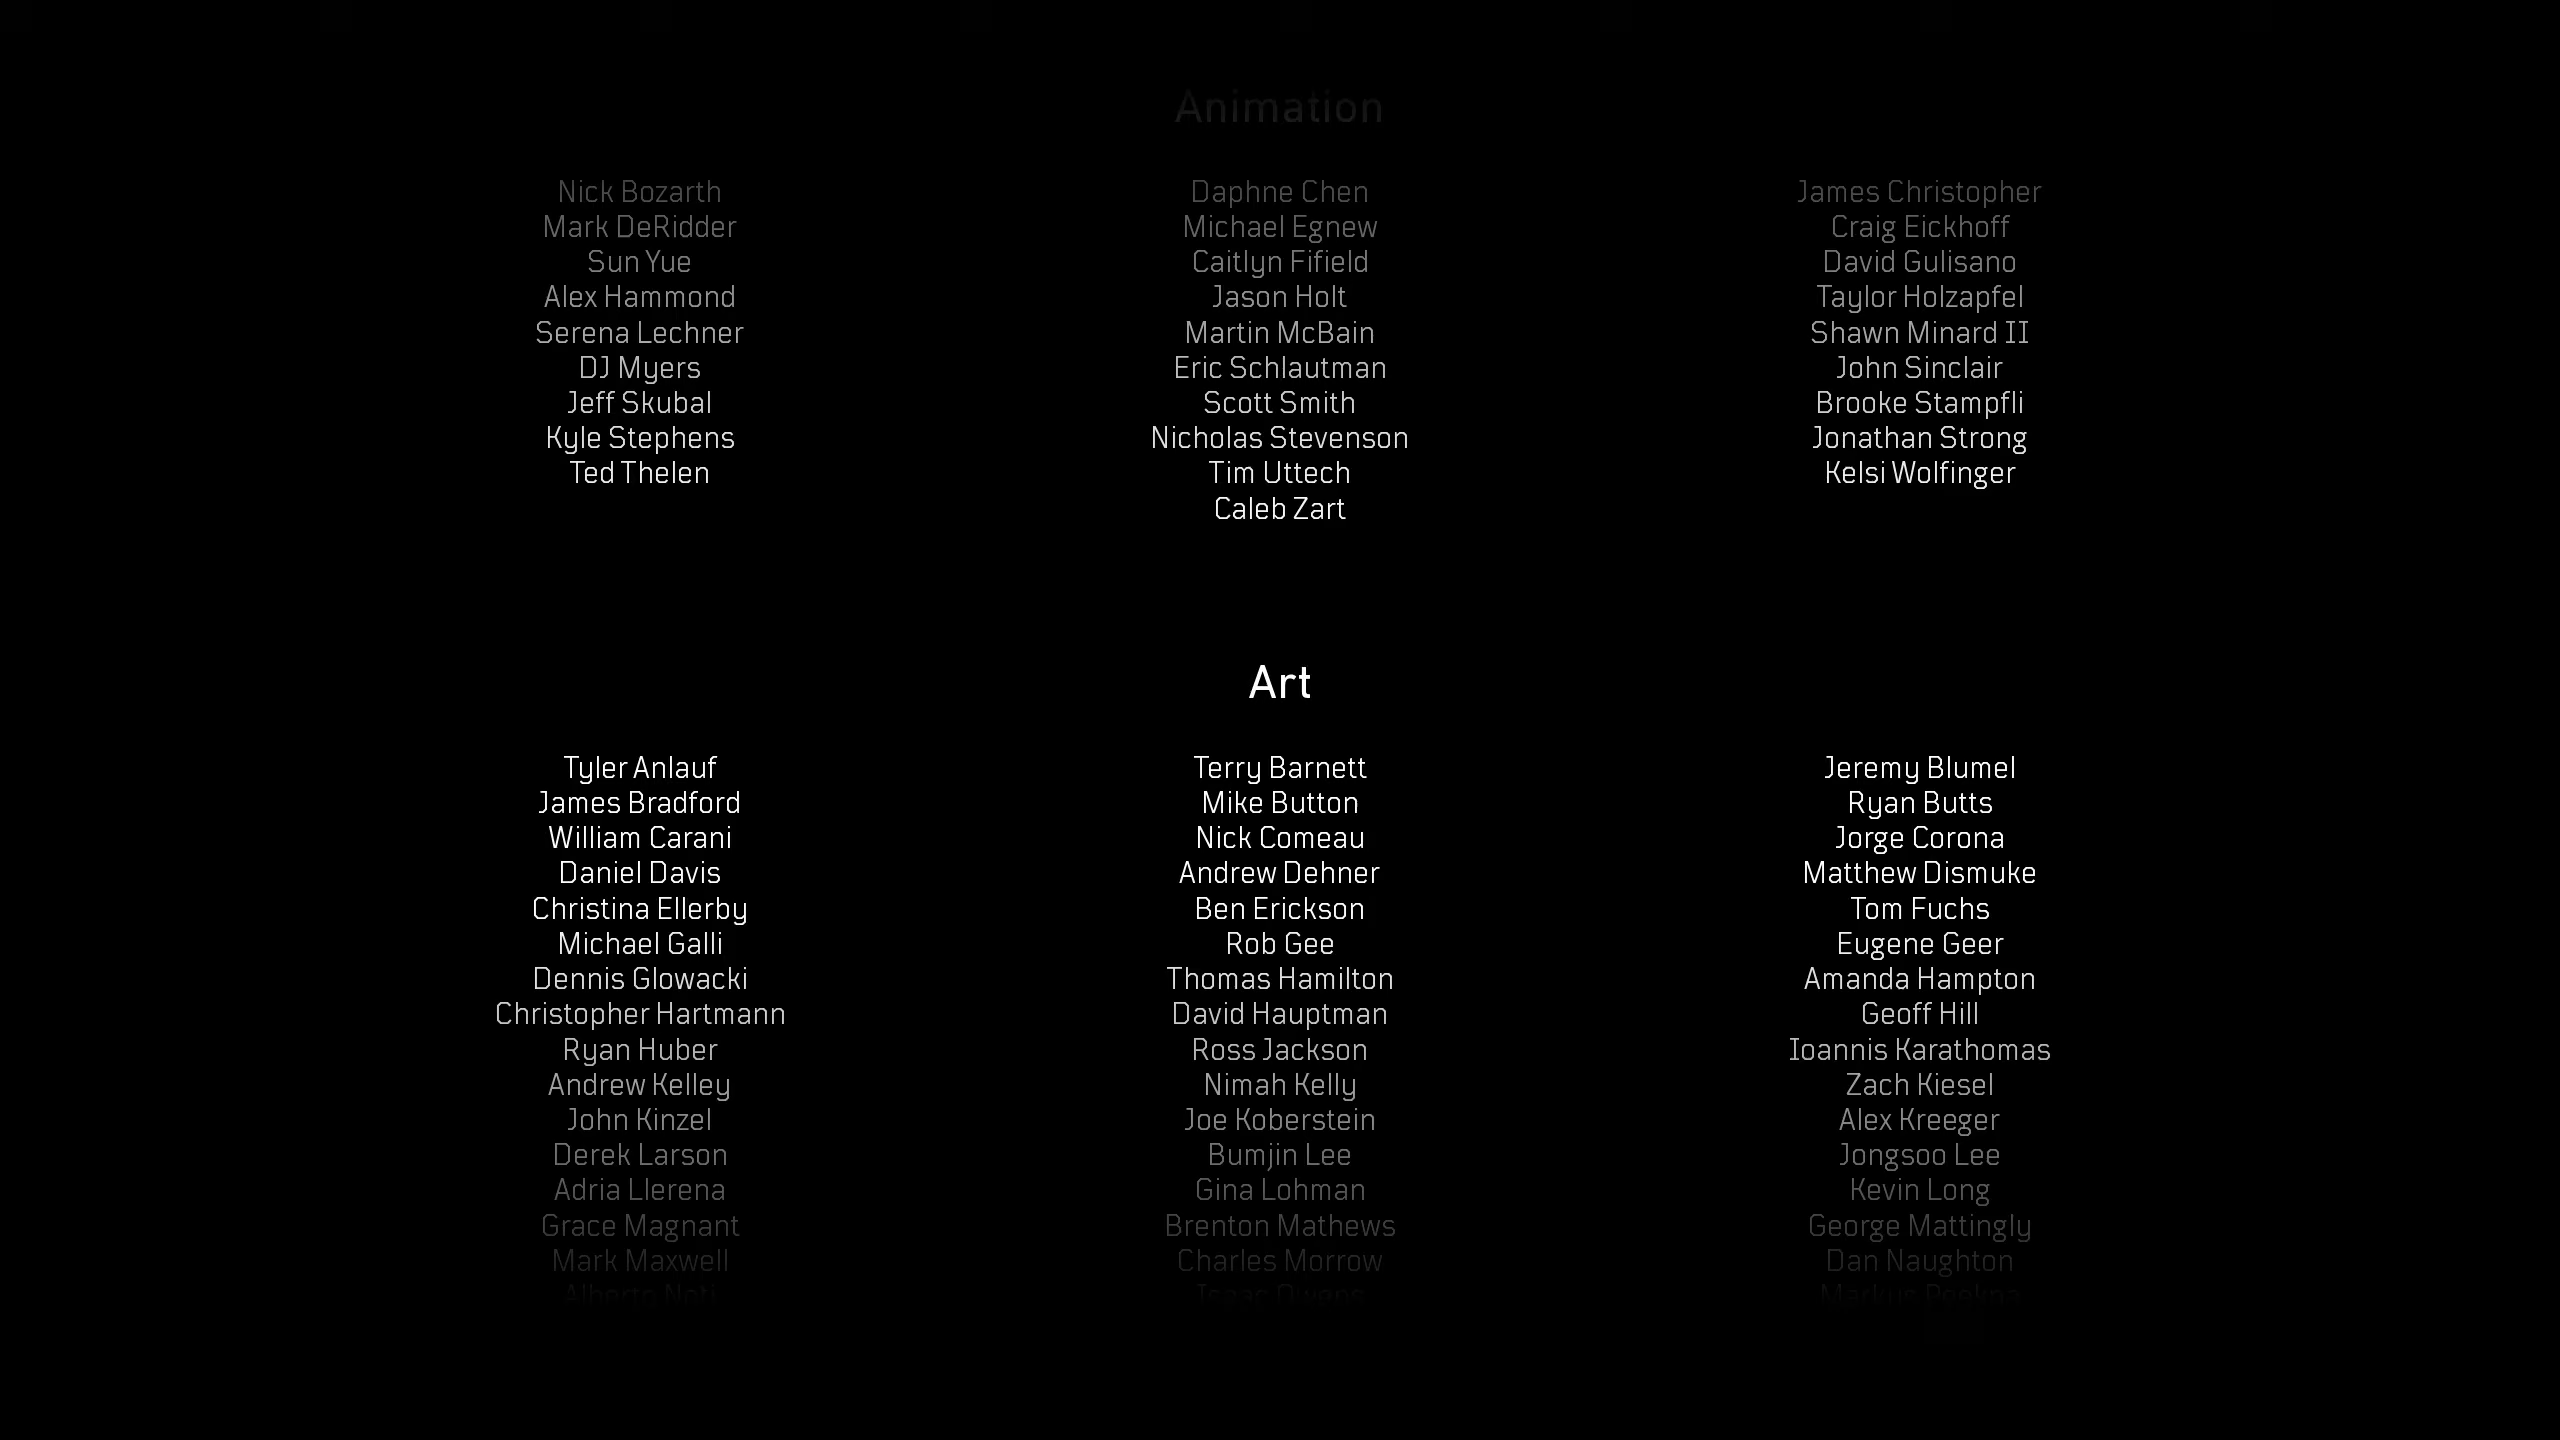 Animation
Nick Bozarth Daphne Chen James Christopher
Mark DeRidder Michael Egnew Craig Eickhoff
Sun Yue Caitlyn Fifield David Gulisano
Alex Hammond Jason Holt Taylor Holzapfel
Serena Lechner Martin McBain Shawn Minard II
DJ Myers Eric Schlautman John Sinclair
Jeff Skubal Scott Smith Brooke Stampfli
Kyle Stephens Nicholas Stevenson Jonathan Strong
Ted Thelen Tim Uttech Kelsi Wolfinger
Caleb Zart
Art
Tyler Anlauf Terry Barnett Jeremy Blumel
James Bradford Mike Button Ryan Butts
William Carani Nick Comeau Jorge Corona
Daniel Davis Andrew Dehner Matthew Dismuke
Christina Ellerby Ben Erickson Tom Fuchs
Michael Galli Rob Gee Eugene Geer
Dennis Glowacki Thomas Hamilton Amanda Hampton
Christopher Hartmann David Hauptman Geoff Hill
Ryan Huber Ross Jackson Ioannis Karathomas
Andrew Kelley Nimah Kelly Zach Kiesel
John Kinzel Joe Koberstein Alex Kreeger
Derek Larson Bumjin Lee Jongsoo Lee
Adria Llerena Gina Lohman Kevin Long
Grace Magnant Brenton Mathews George Mattingly
Mark Maxwell Charles Morrow Dan Naughton
Alberto Noti Isaac Owens Markus